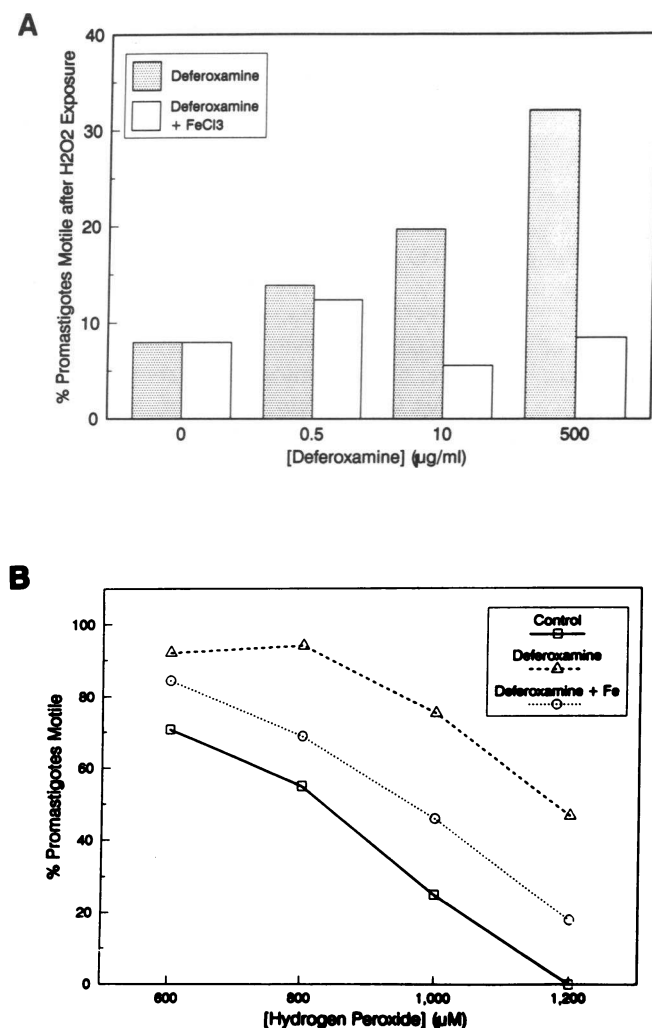 A
% Promastigotes Motile after H2O2 Exposure
40
30
20
10
0
Deferoxamine
Deferoxamine
+ FeCl3
0 0.5 10 500
[Deferoxamine] (µg/ml)
B
% Promastigotes Motile
100
80
60
40
20
0
Control
Deferoxamine
Deferoxamine + Fe
600 800 1,000 1,200
[Hydrogen Peroxide] (µM)